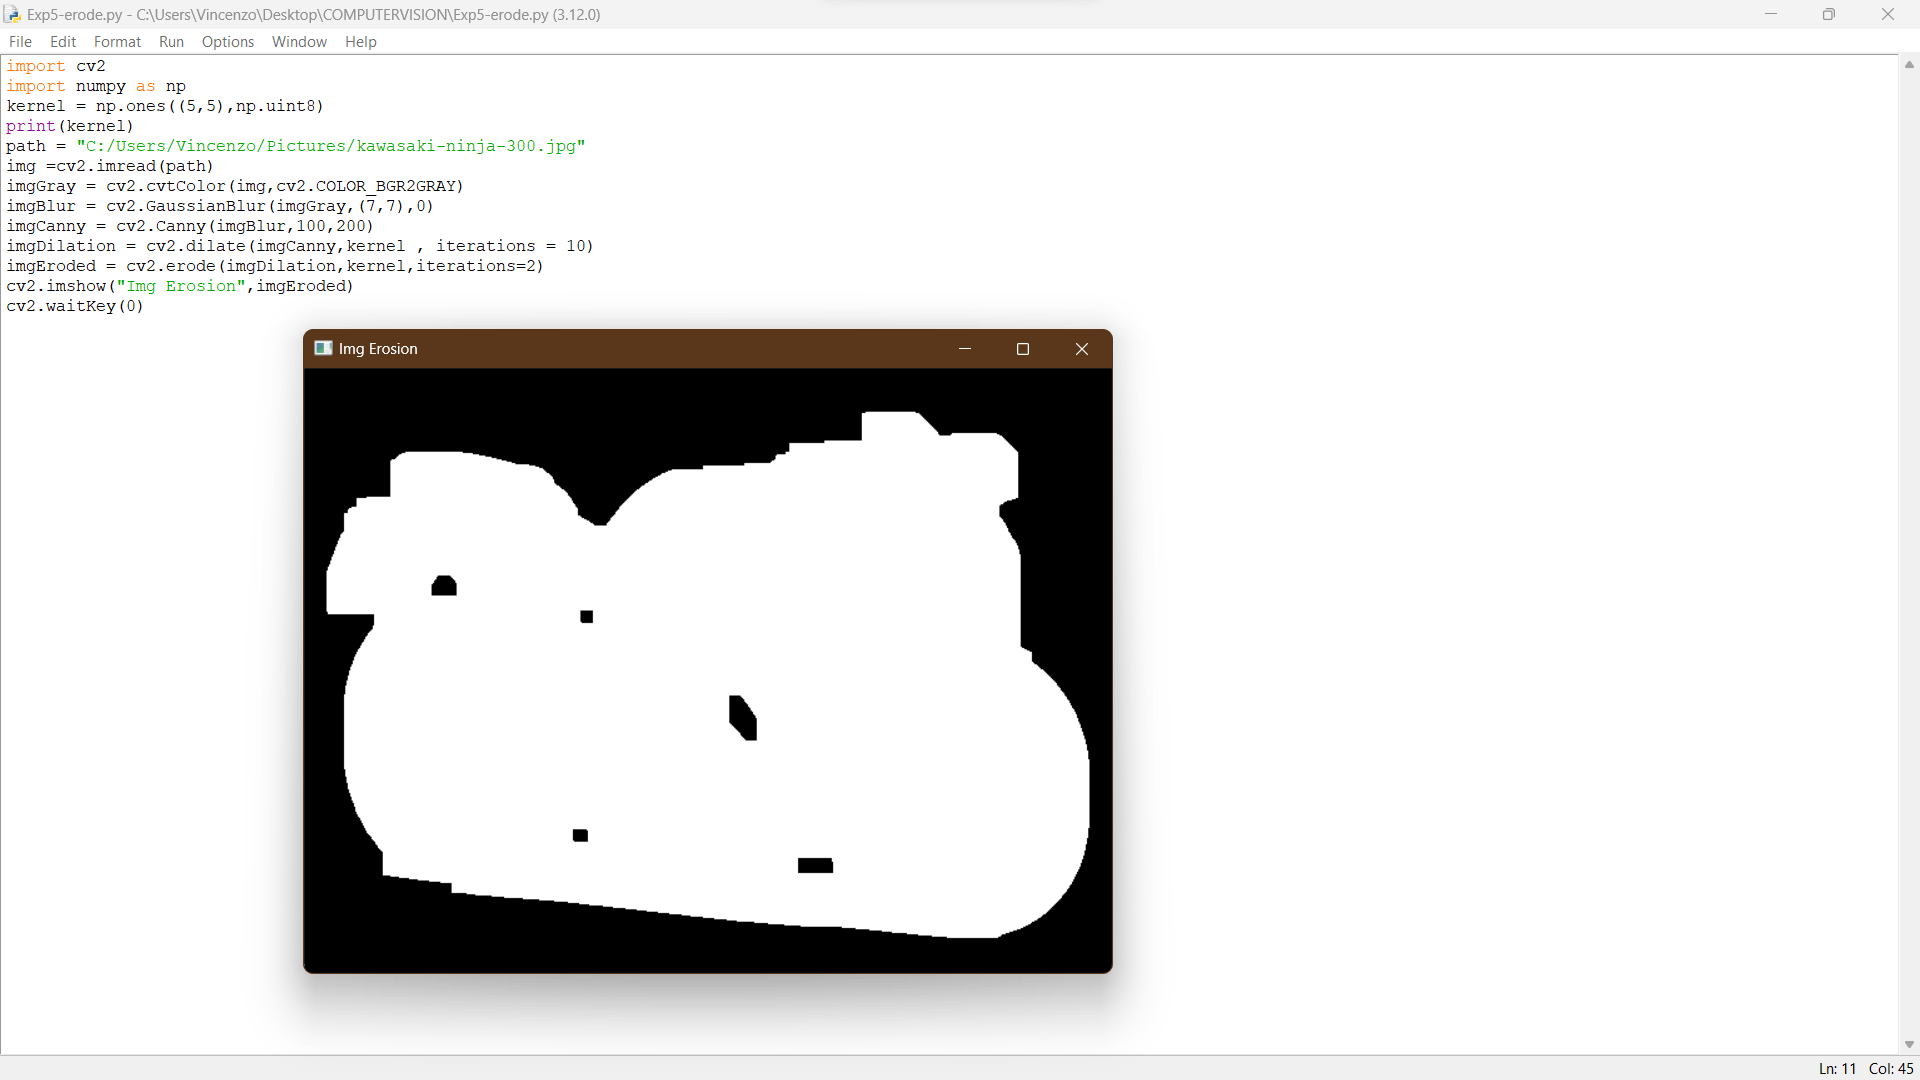 Exp5-erode.py - C:\Users\Vincenzo\Desktop\COMPUTERVISION\Exp5-erode.py (3.12.0)
File Edit Format Run Options Window Help
import cv2
import numpy as np
kernel = np.ones((5,5),np.uint8)
print(kernel)
path = "C:/Users/Vincenzo/Pictures/kawasaki-ninja-300.jpg"
img =cv2.imread(path)
imgGray = cv2.cvtColor(img,cv2.COLOR_BGR2GRAY)
imgBlur = cv2.GaussianBlur(imgGray,(7,7),0)
imgCanny = cv2.Canny(imgBlur,100,200)
imgDilation = cv2.dilate(imgCanny,kernel , iterations = 10)
imgEroded = cv2.erode(imgDilation,kernel,iterations=2)
cv2.imshow("Img Erosion",imgEroded)
cv2.waitKey(0)
Img Erosion
Ln: 11 Col: 45